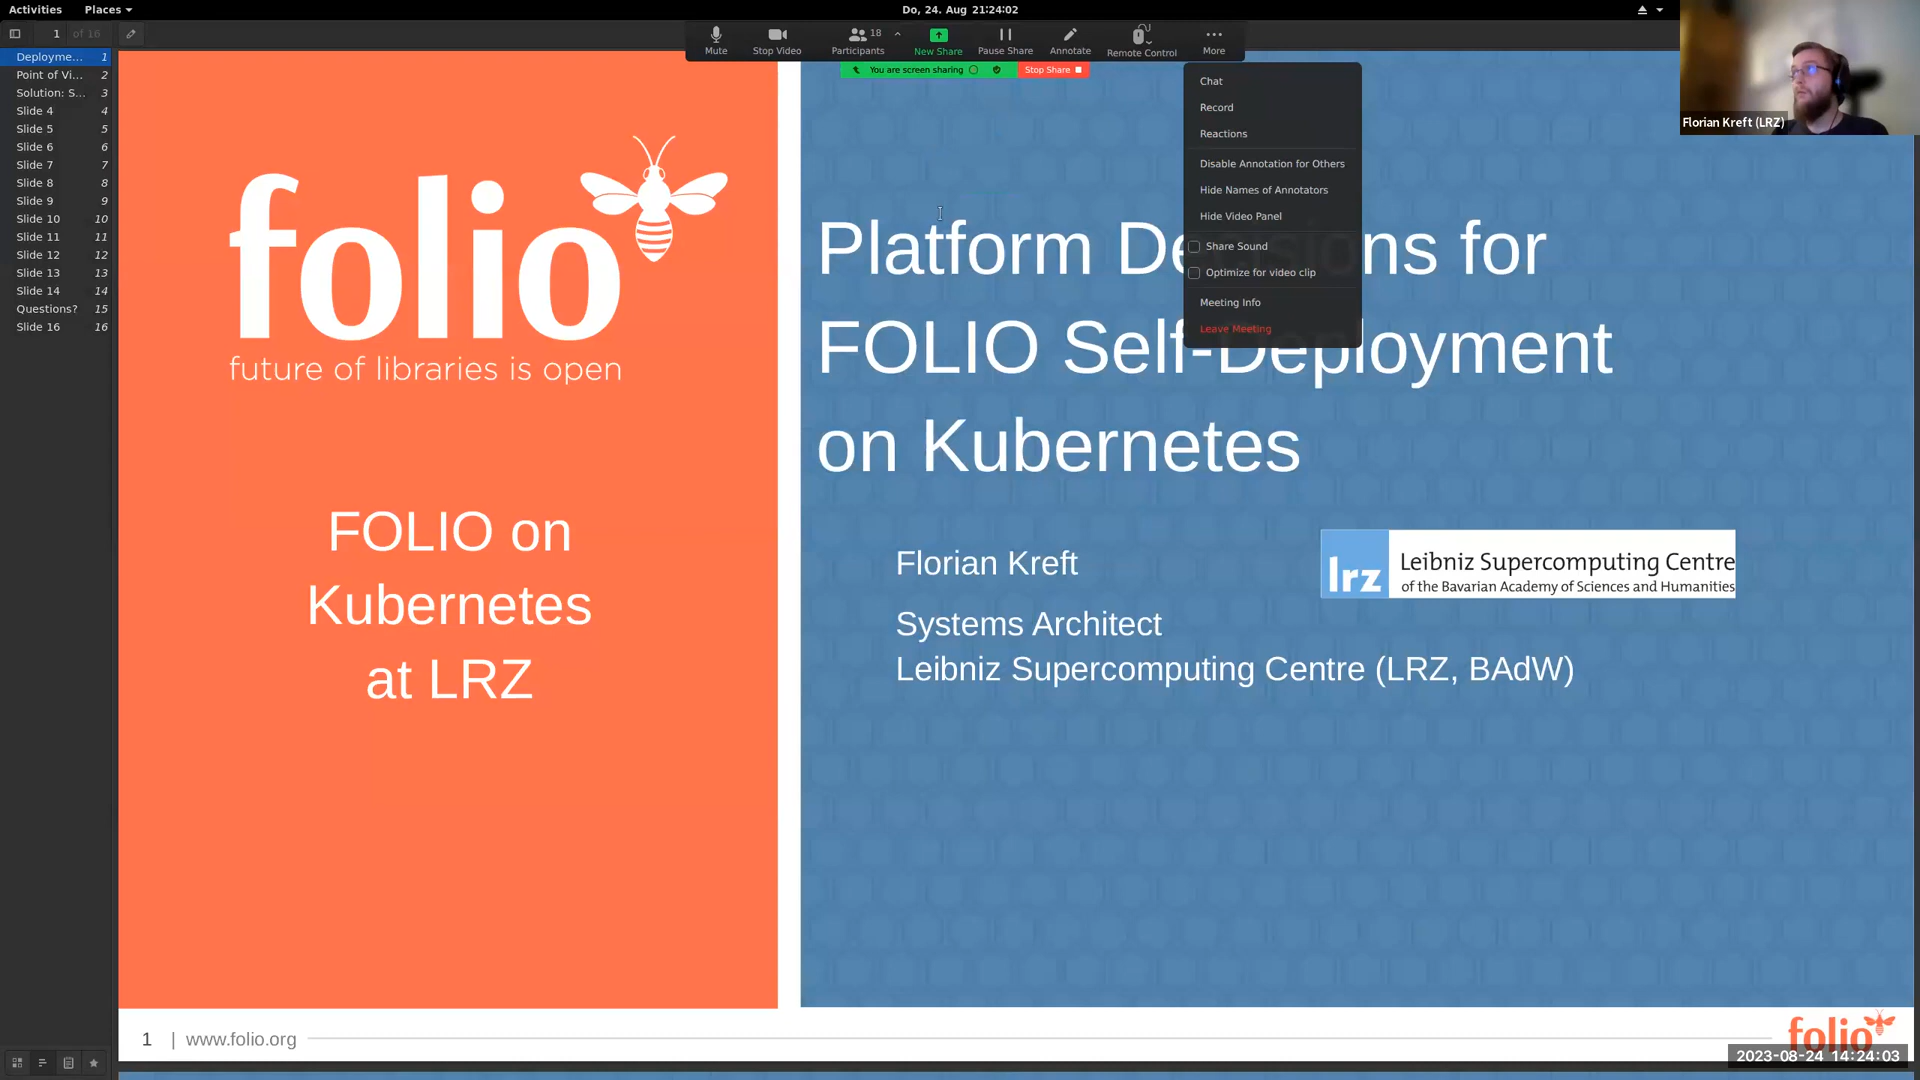 Activities
Places
Do, 24. Aug 21:24:02
1 of 16
Deployme... 1
Point of Vi... 2
Solution: S... 3
Slide 4 4
Slide 5 5
Slide 6 6
Slide 7 7
Slide 8 8
Slide 9 9
Slide 10 10
Slide 11 11
Slide 12 12
Slide 13 13
Slide 14 14
Questions? 15
Slide 16 16
Mute
Stop Video
Participants 18
New Share
Pause Share
Annotate
Remote Control
More
You are screen sharing
Stop Share
Chat
Record
Reactions
Disable Annotation for Others
Hide Names of Annotators
Hide Video Panel
Share Sound
Optimize for video clip
Meeting Info
Leave Meeting
Florian Kreft (LRZ)
folio
future of libraries is open
FOLIO on
Kubernetes
at LRZ
Platform Decisions for
FOLIO Self-Deployment
on Kubernetes
Florian Kreft
Systems Architect
Leibniz Supercomputing Centre (LRZ, BAdW)
lrz
Leibniz Supercomputing Centre
of the Bavarian Academy of Sciences and Humanities
1 | www.folio.org
folio
2023-08-24 14:24:03